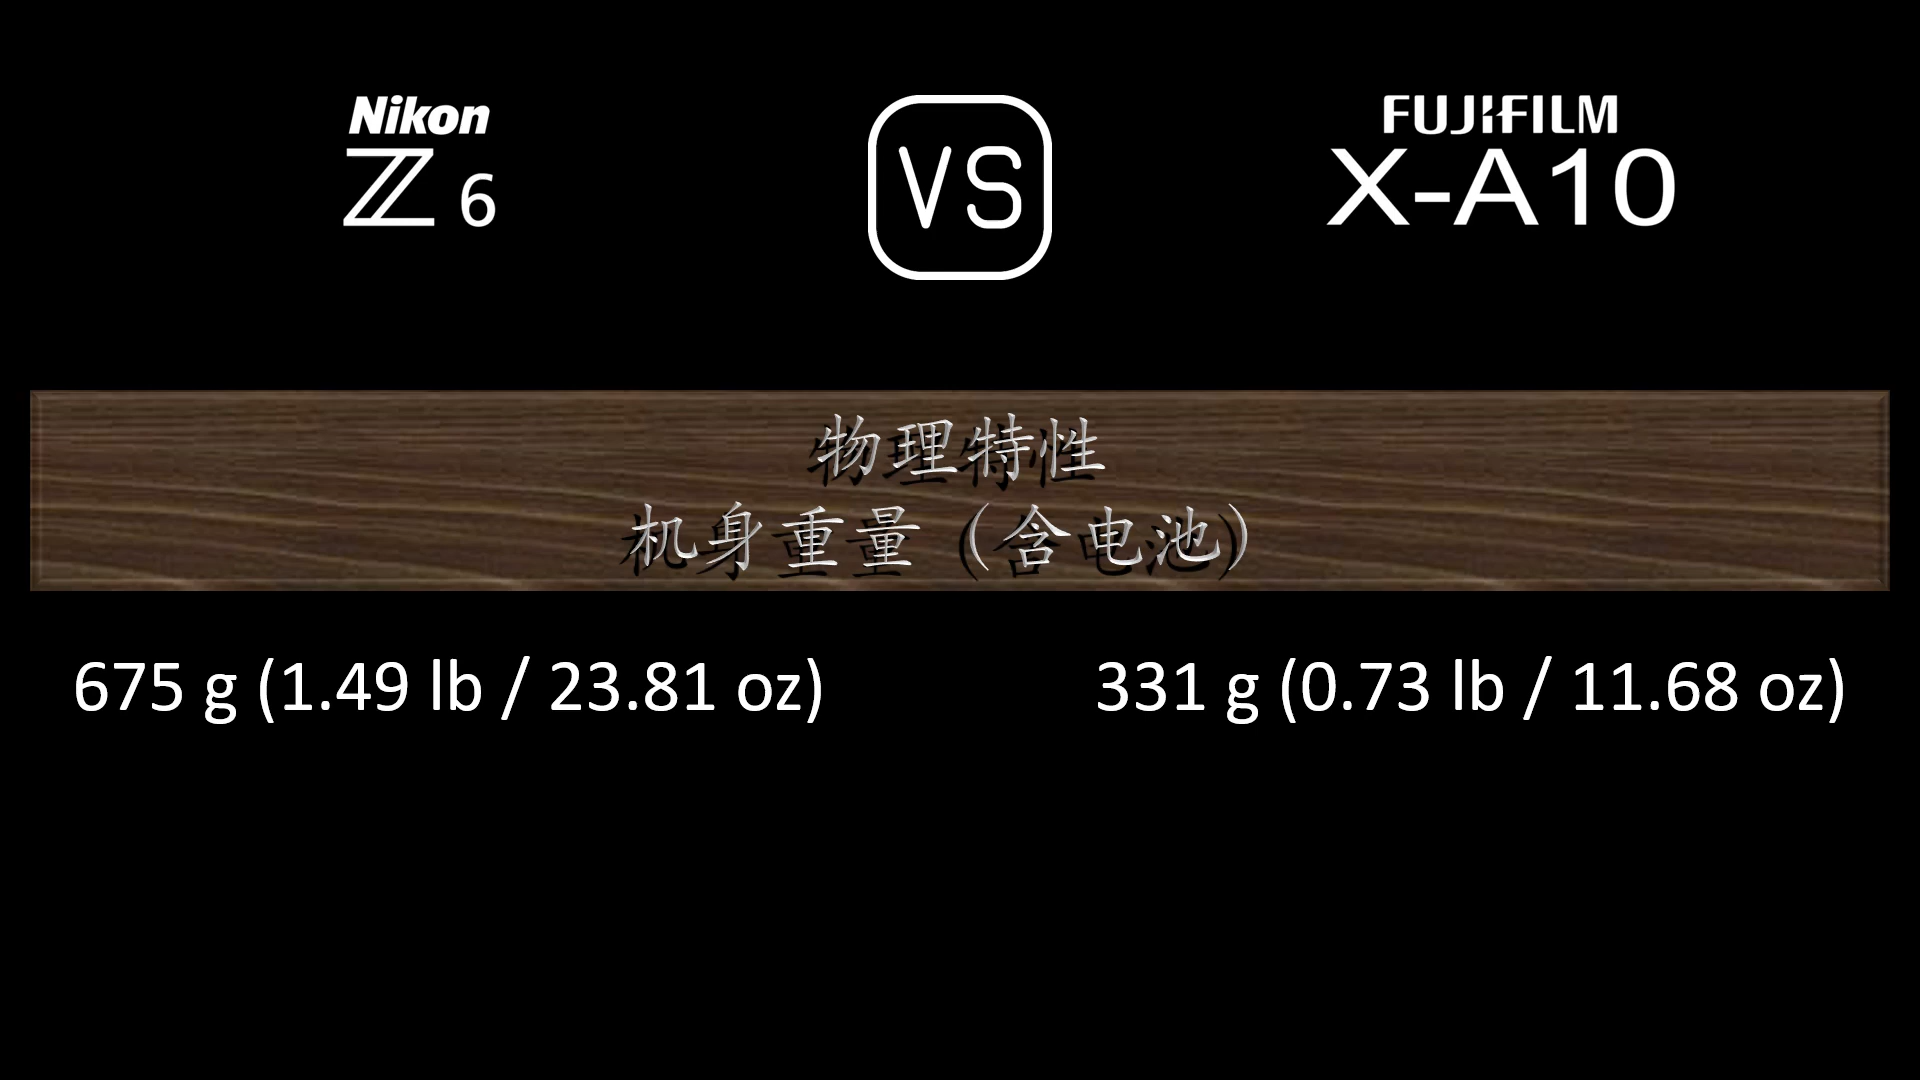 Nikon
Z 6
VS
FUJIFILM
X-A10
物理特性
机身重量（含电池）
675 g (1.49 lb / 23.81 oz)
331 g (0.73 lb / 11.68 oz)